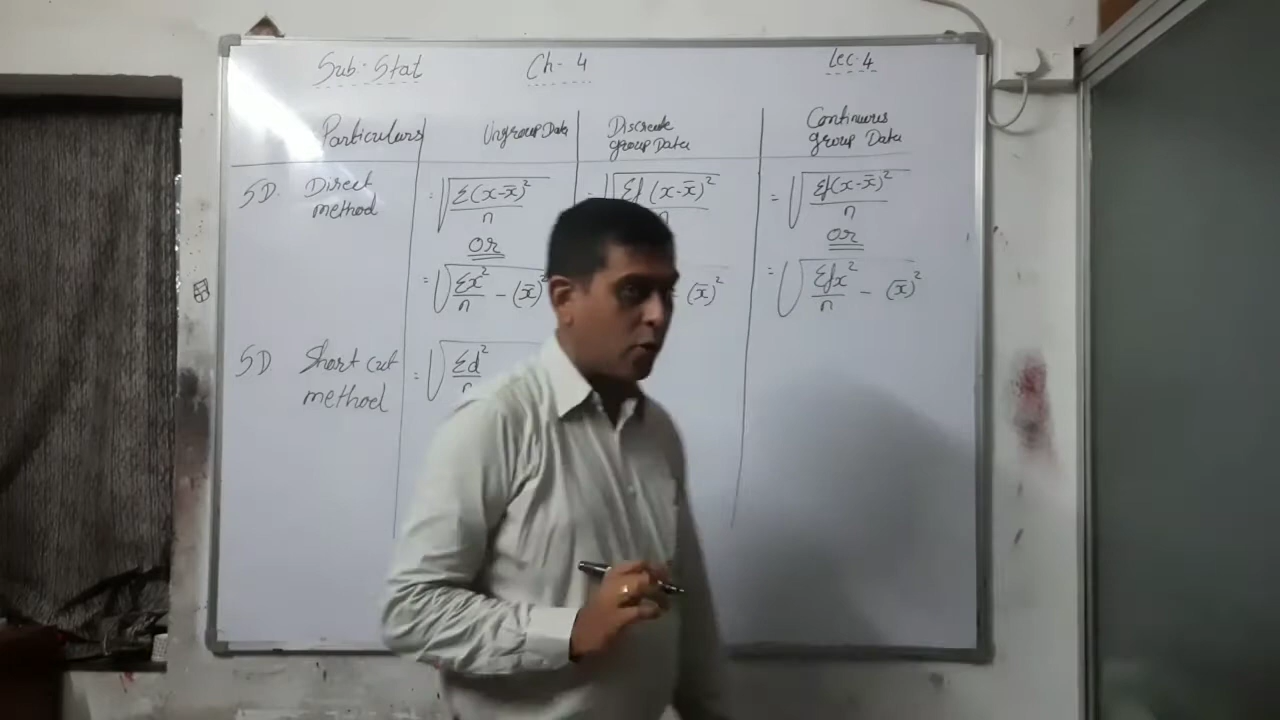 Sub - Stat Ch - 4 Lec. 4
Particulars Ungroup Data Discrete group Data Continuous group Data
SD. Direct method = √(Σ(x-x̄)²/n) = √(Σf(x-x̄)²/n) = √(Σf(x-x̄)²/n)
OR OR
= √(Σx²/n - (x̄)² (x̄)² = √(Σfx²/n - (x̄)²
SD Short cut method = √(Σd²/n